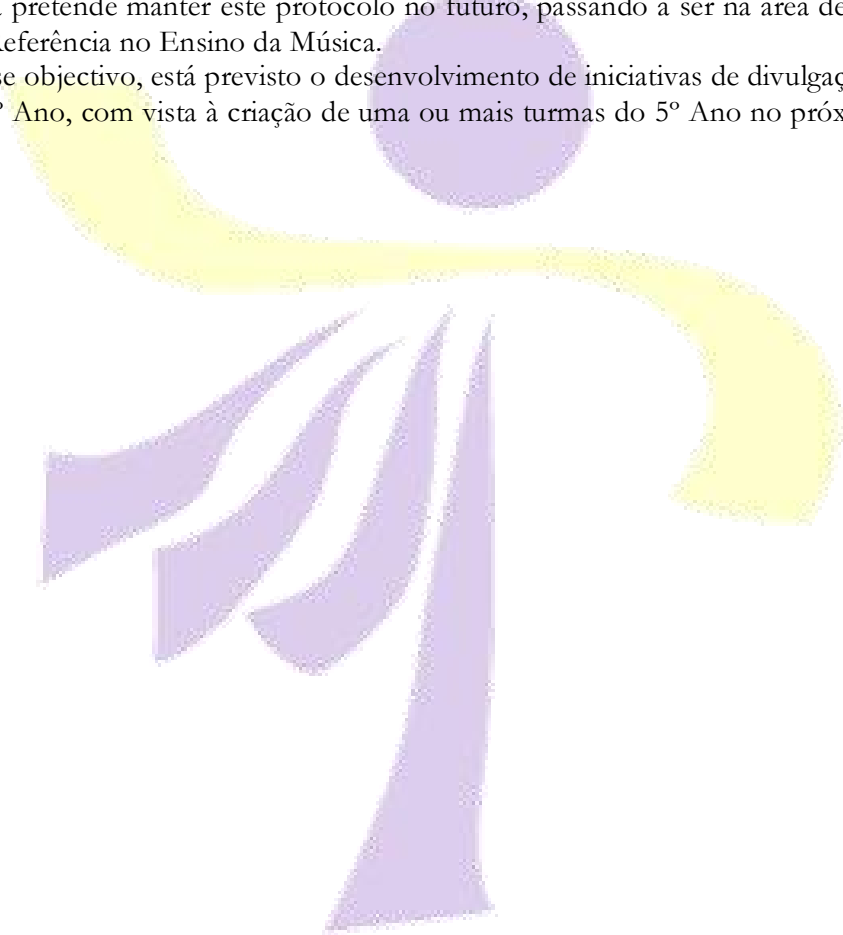 pretende manter este protocolo no futuro, passando a ser na área de
Referência no Ensino da Música.
se objectivo, está previsto o desenvolvimento de iniciativas de divulgaç
º Ano, com vista à criação de uma ou mais turmas do 5º Ano no próx